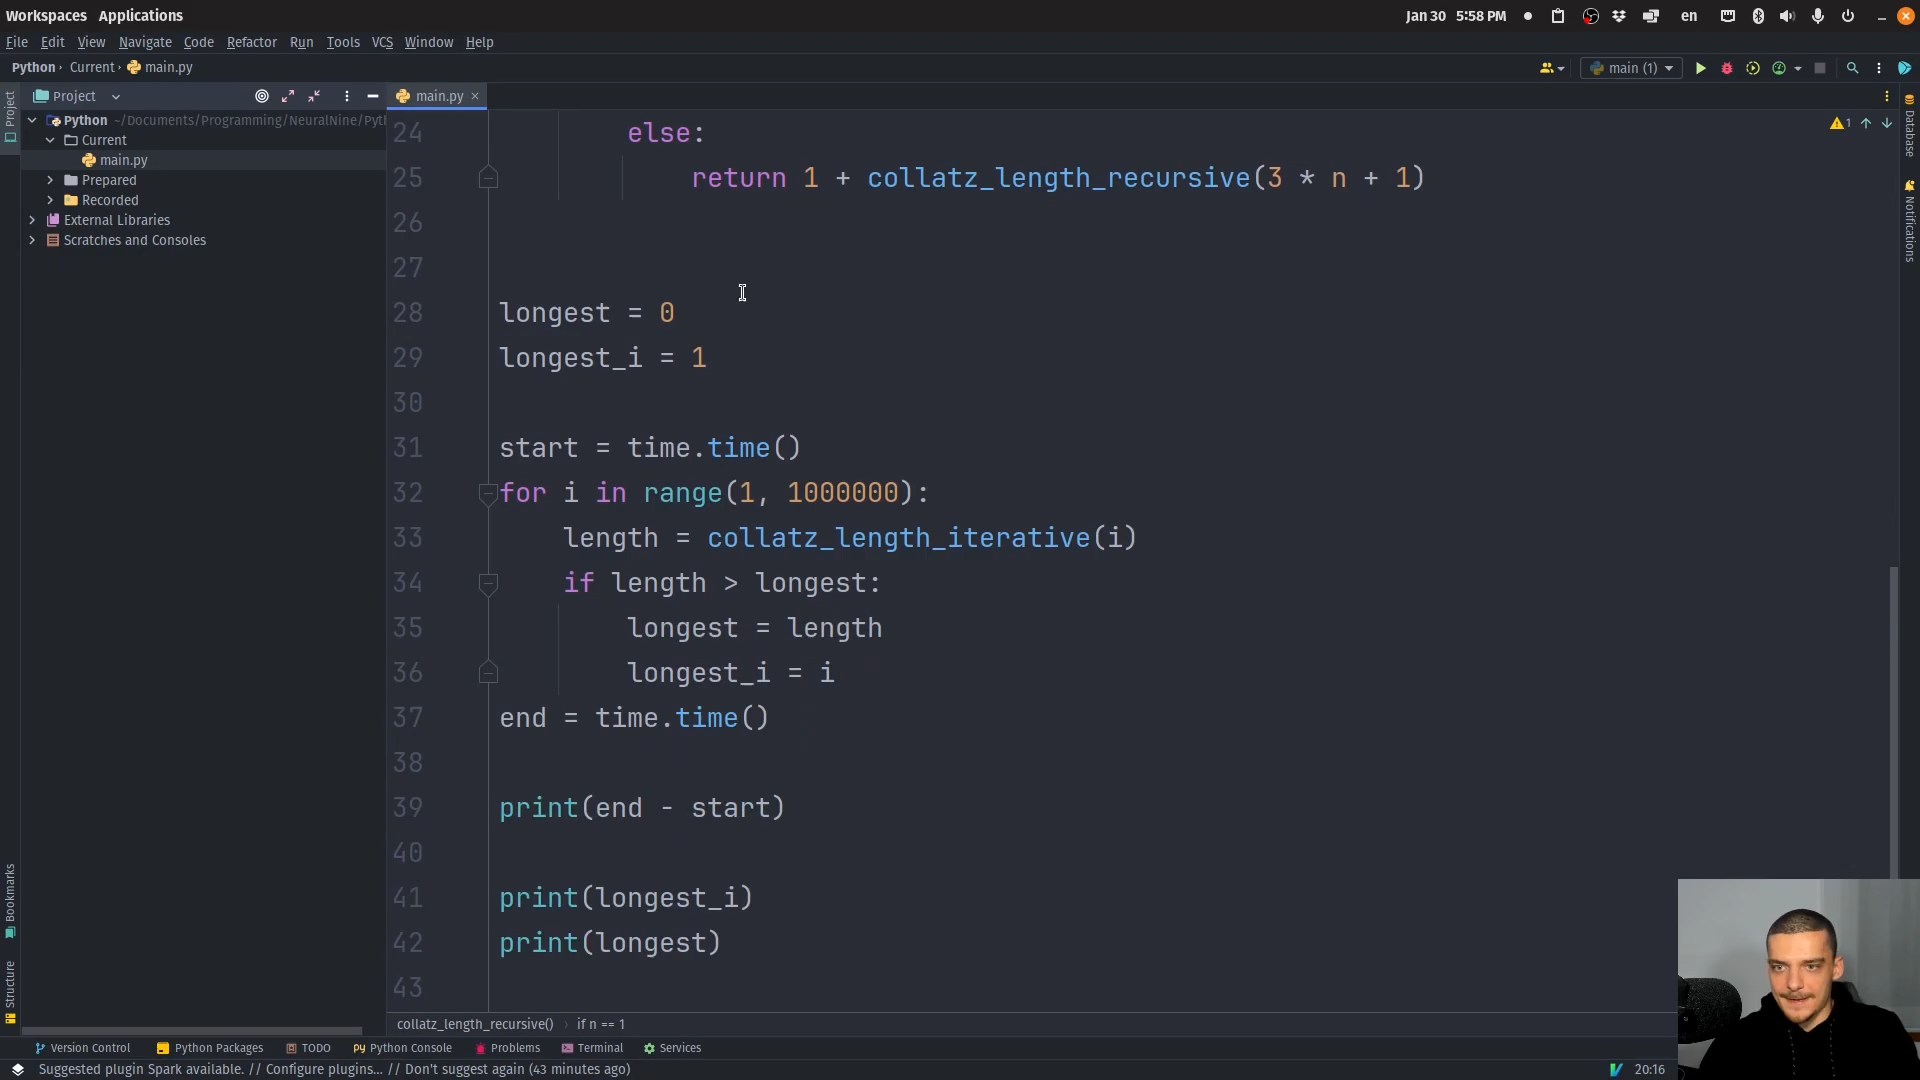 Workspaces Applications Jan 30 5:58 PM en
File Edit View Navigate Code Refactor Run Tools VCS Window Help
Python Current main.py main (1)
Project main.py
Python ~/Documents/Programming/NeuralNine/Pyth
Current
main.py
Prepared
Recorded
External Libraries
Scratches and Consoles
Project
Bookmarks
Structure
24 else:
25 return 1 + collatz_length_recursive(3 * n + 1)
26
27
28 longest = 0
29 longest_i = 1
30
31 start = time.time()
32 for i in range(1, 1000000):
33 length = collatz_length_iterative(i)
34 if length > longest:
35 longest = length
36 longest_i = i
37 end = time.time()
38
39 print(end - start)
40
41 print(longest_i)
42 print(longest)
43
1
Database
Notifications
collatz_length_recursive() if n == 1
Version Control Python Packages TODO Python Console Problems Terminal Services
Suggested plugin Spark available. // Configure plugins... // Don't suggest again (43 minutes ago) 20:16